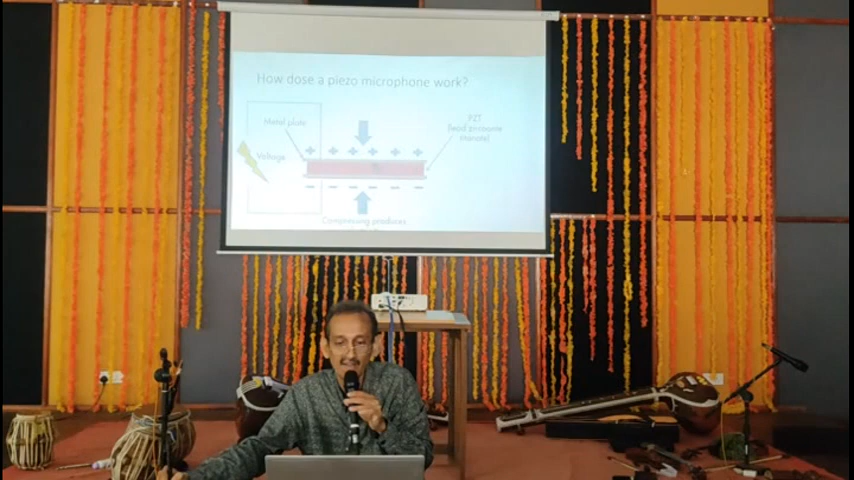 How dose a piezo microphone work?
Metal plate
PZT
(lead zirconate
titanate)
Voltage
Compressing produces